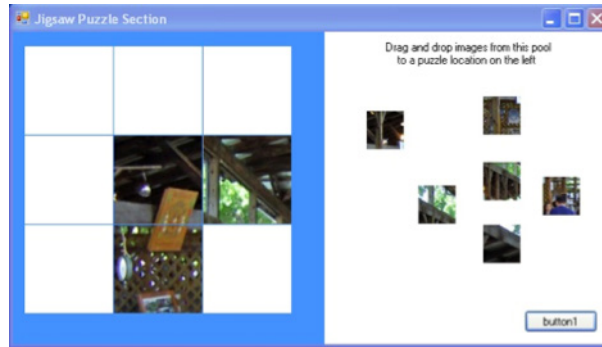 Jigsaw Puzzle Section
Drag and drop images from this pool
to a puzzle location on the left
button1